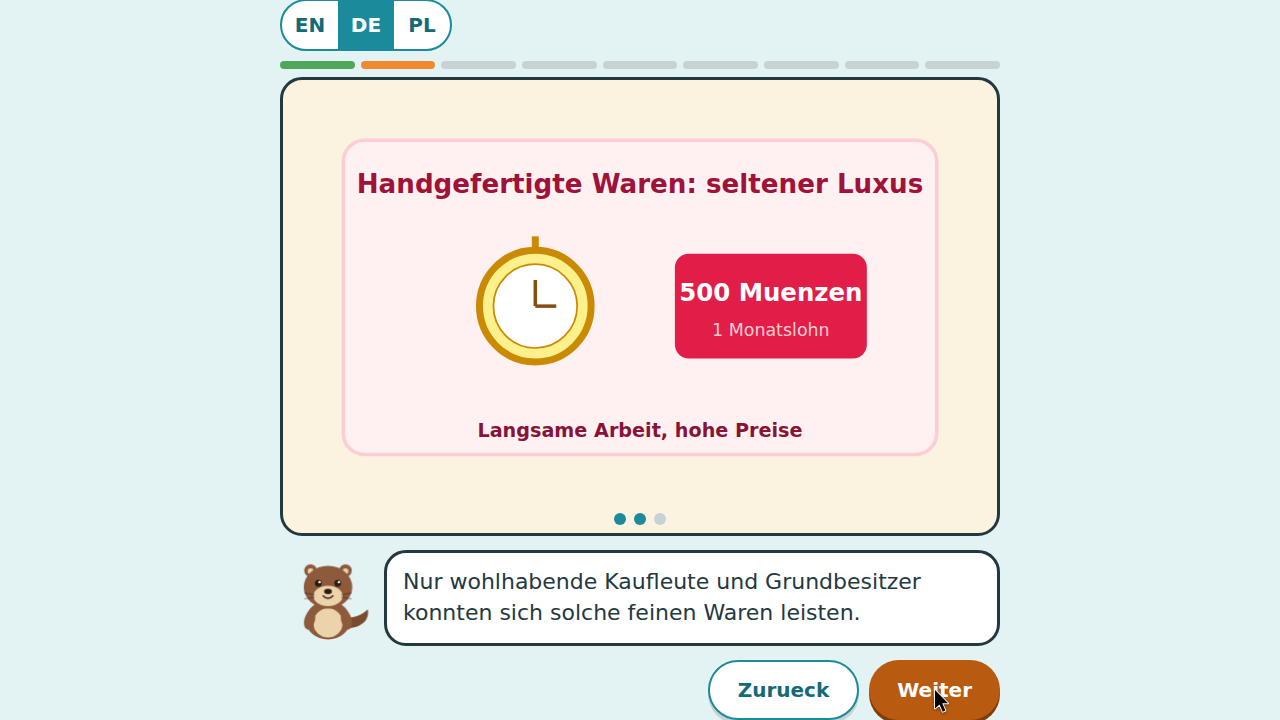 EN DE PL
Handgefertigte Waren: seltener Luxus
500 Muenzen
1 Monatslohn
Langsame Arbeit, hohe Preise
Nur wohlhabende Kaufleute und Grundbesitzer
konnten sich solche feinen Waren leisten.
Zurueck Weiter